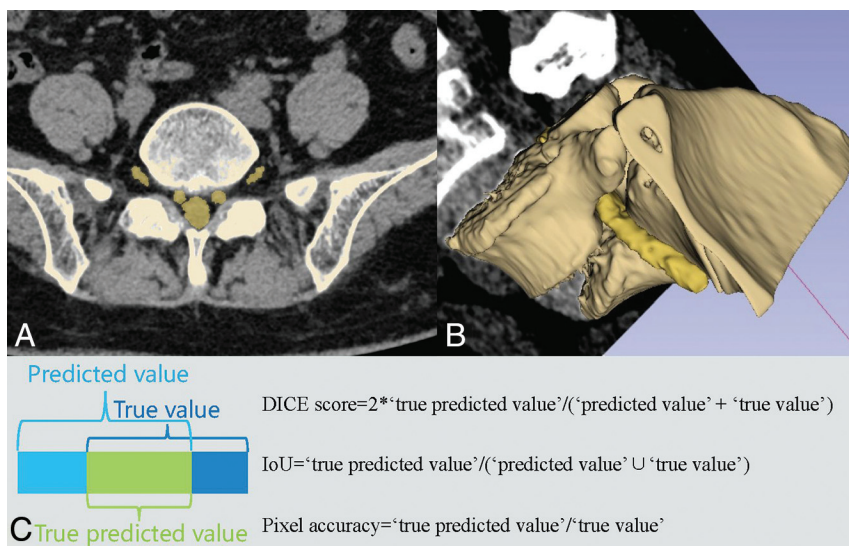 A
B
Predicted value
True value
DICE score=2*‘true predicted value’/(‘predicted value’ + ‘true value’)
IoU=‘true predicted value’/(‘predicted value’ ∪ ‘true value’)
C
True predicted value
Pixel accuracy=‘true predicted value’/‘true value’